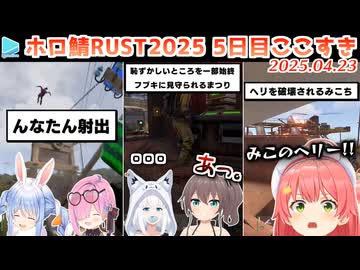 ホロ鯖RUST2025 5日目ここすき
2025.04.23
んなたん射出
恥ずかしいところを一部始終
フブキに見守られるまつり
ヘリを破壊されるみこち
○○○
あっ。
みこのヘリー!!